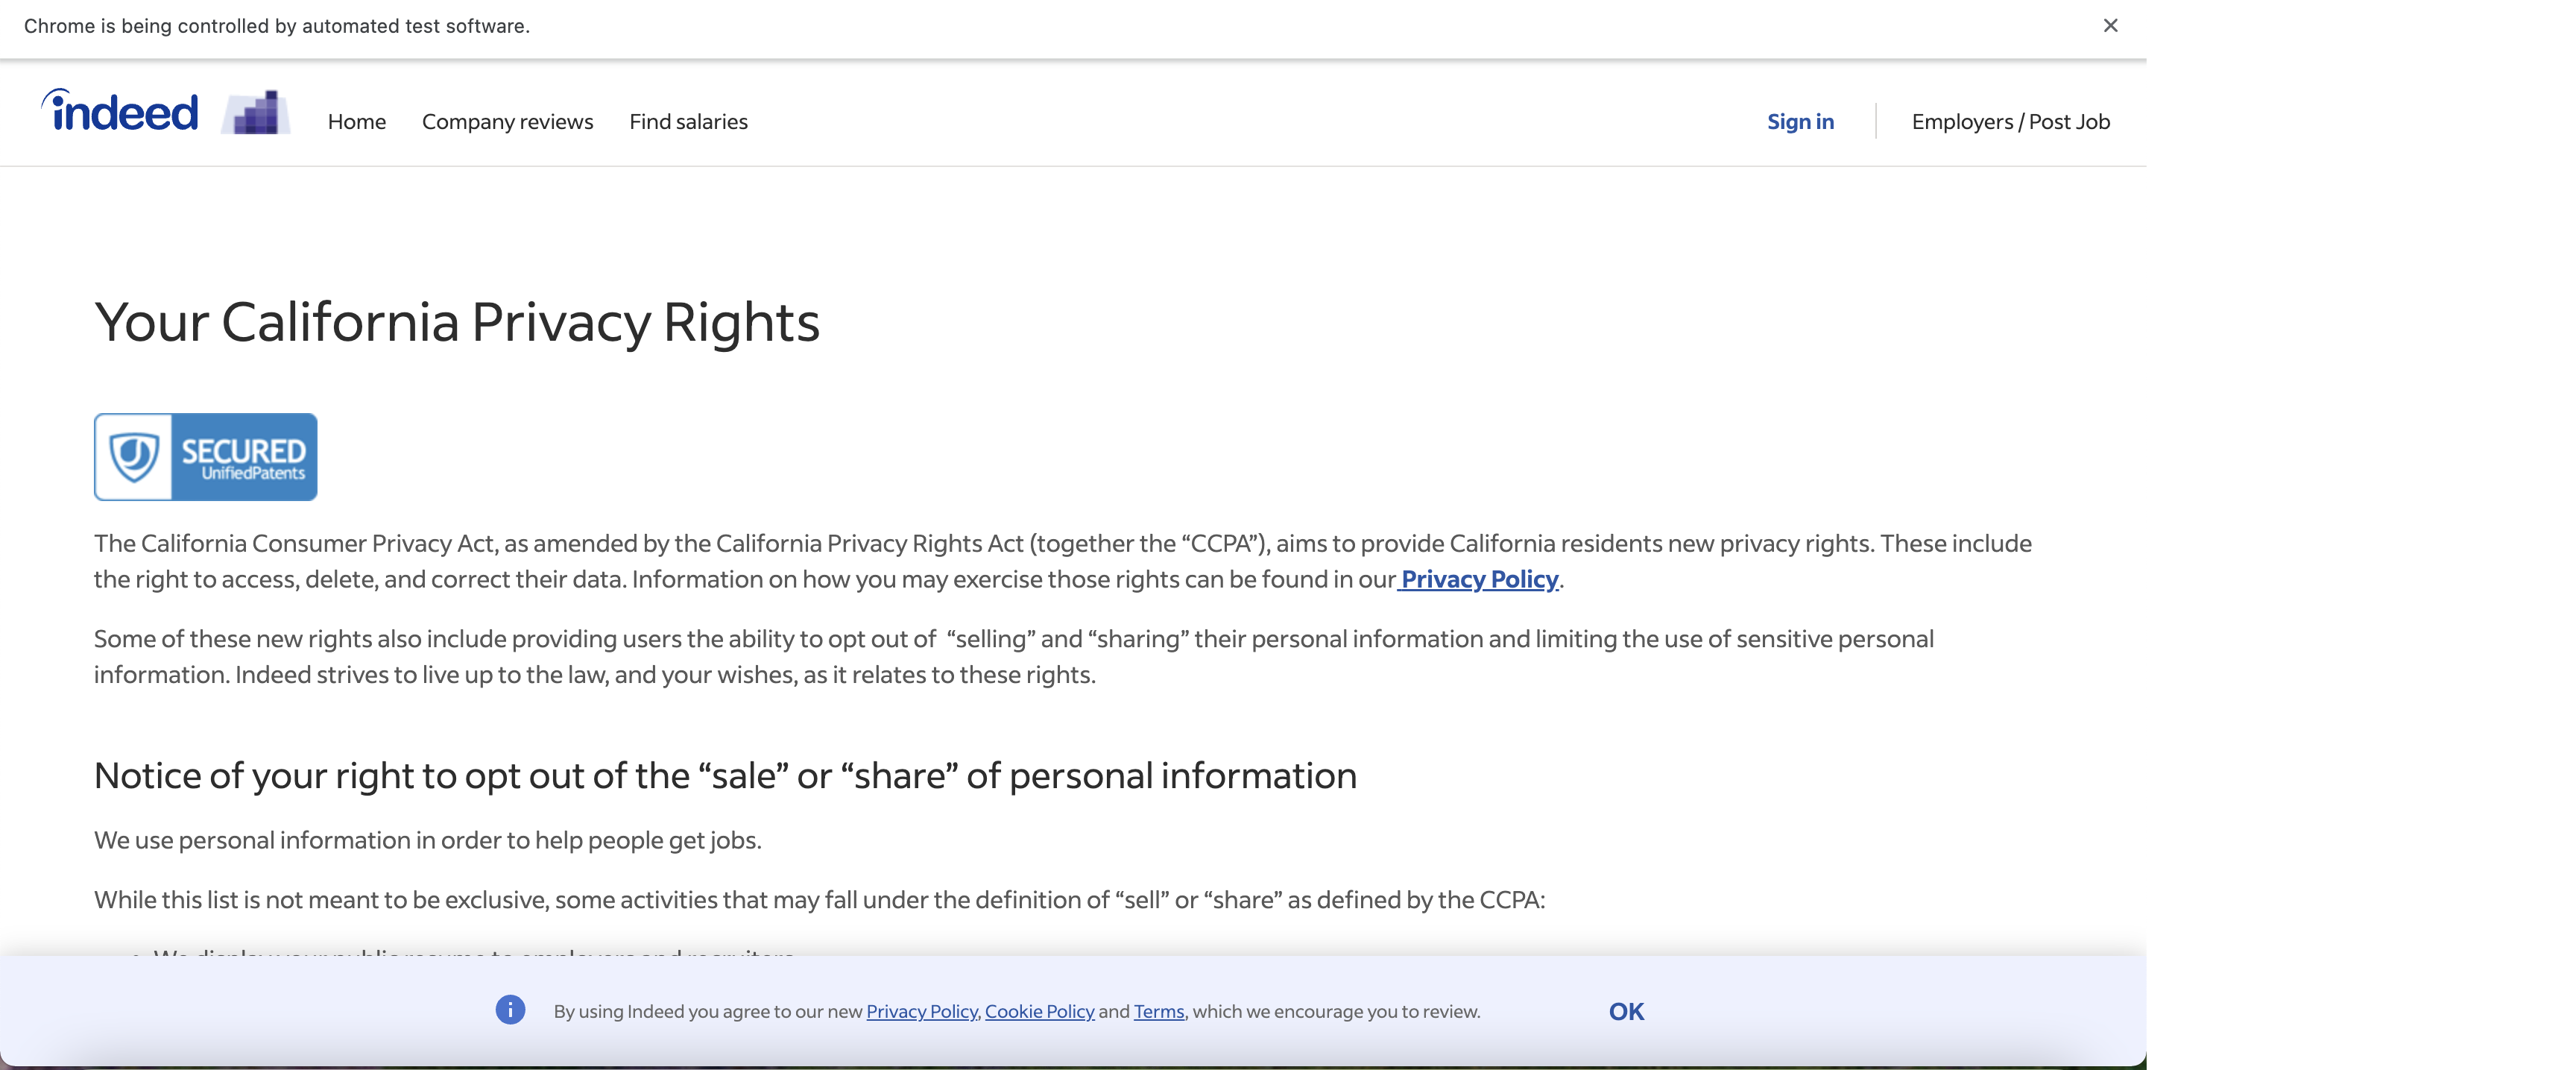 Chrome is being controlled by automated test software.
indeed
Home Company reviews Find salaries Sign in Employers / Post Job
Your California Privacy Rights
SECURED
UnifiedPatents
The California Consumer Privacy Act, as amended by the California Privacy Rights Act (together the “CCPA”), aims to provide California residents new privacy rights. These include
the right to access, delete, and correct their data. Information on how you may exercise those rights can be found in our Privacy Policy.
Some of these new rights also include providing users the ability to opt out of “selling” and “sharing” their personal information and limiting the use of sensitive personal
information. Indeed strives to live up to the law, and your wishes, as it relates to these rights.
Notice of your right to opt out of the “sale” or “share” of personal information
We use personal information in order to help people get jobs.
While this list is not meant to be exclusive, some activities that may fall under the definition of “sell” or “share” as defined by the CCPA:
We display your public resume to employers and recruiters
By using Indeed you agree to our new Privacy Policy, Cookie Policy and Terms, which we encourage you to review. OK